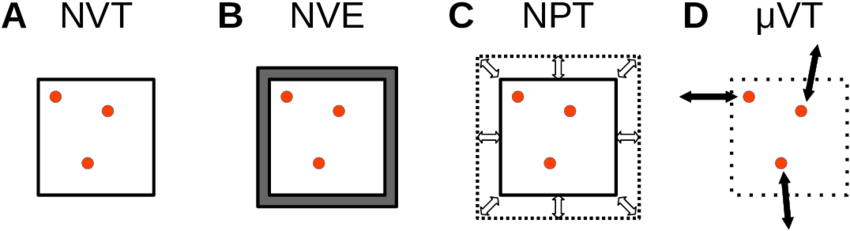 A NVT B NVE C NPT D μVT